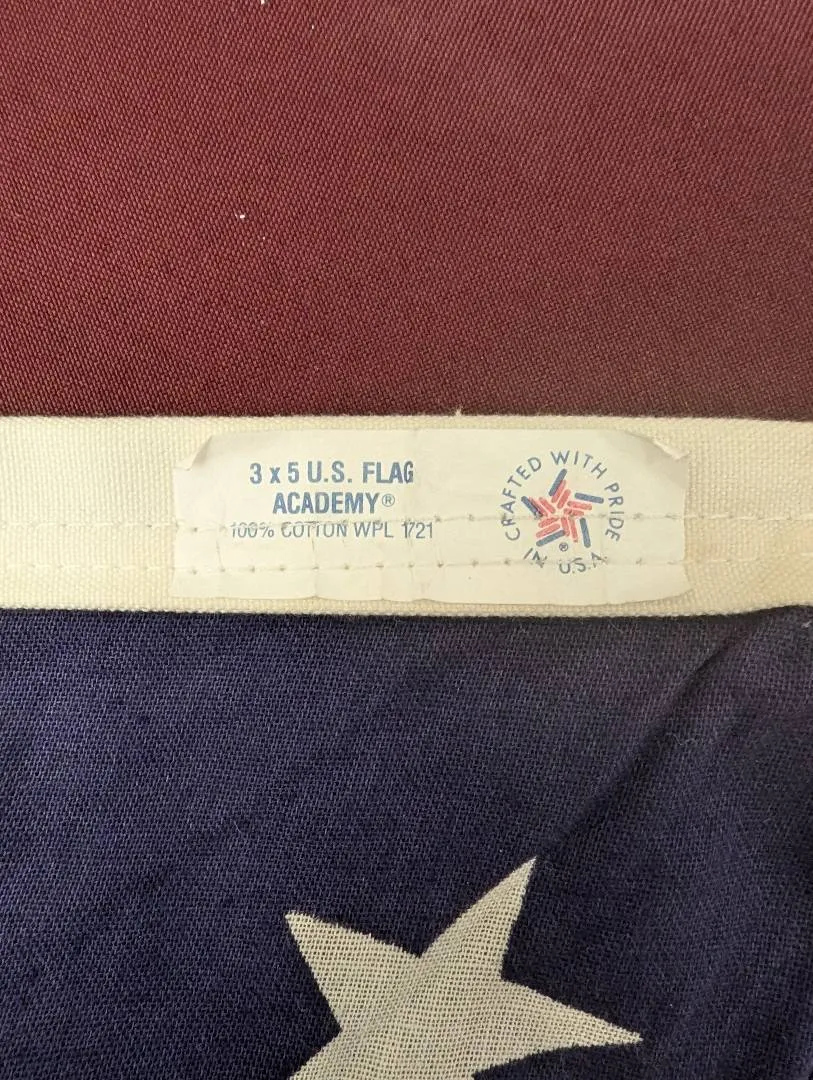 3 x 5 U.S. FLAG
ACADEMY®
100% COTTON WPL 1721
CRAFTED WITH PRIDE
IN U.S.A.
®